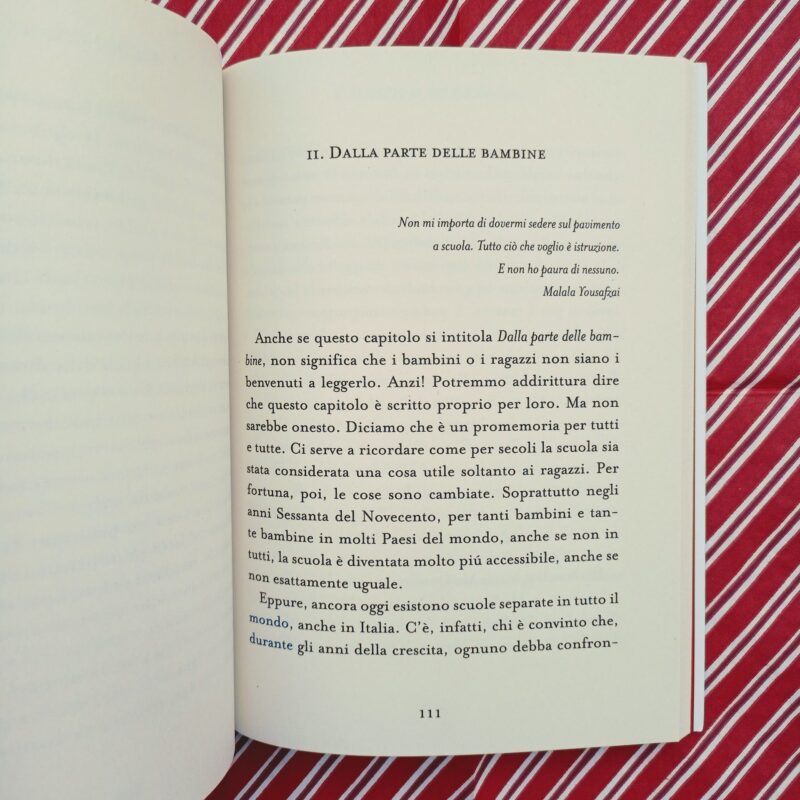 11. DALLA PARTE DELLE BAMBINE
Non mi importa di dovermi sedere sul pavimento
a scuola. Tutto ciò che voglio è istruzione.
E non ho paura di nessuno.
Malala Yousafzai
Anche se questo capitolo si intitola Dalla parte delle bam-
bine, non significa che i bambini o i ragazzi non siano i
benvenuti a leggerlo. Anzi! Potremmo addirittura dire
che questo capitolo è scritto proprio per loro. Ma non
sarebbe onesto. Diciamo che è un promemoria per tutti
e tutte. Ci serve a ricordare come per secoli la scuola sia
stata considerata una cosa utile soltanto ai ragazzi. Per
fortuna, poi, le cose sono cambiate. Soprattutto negli
anni Sessanta del Novecento, per tanti bambini e tan-
te bambine in molti Paesi del mondo, anche se non in
tutti, la scuola è diventata molto piú accessibile, anche se
non esattamente uguale.
Eppure, ancora oggi esistono scuole separate in tutto il
mondo, anche in Italia. C'è, infatti, chi è convinto che,
durante gli anni della crescita, ognuno debba confron-
111